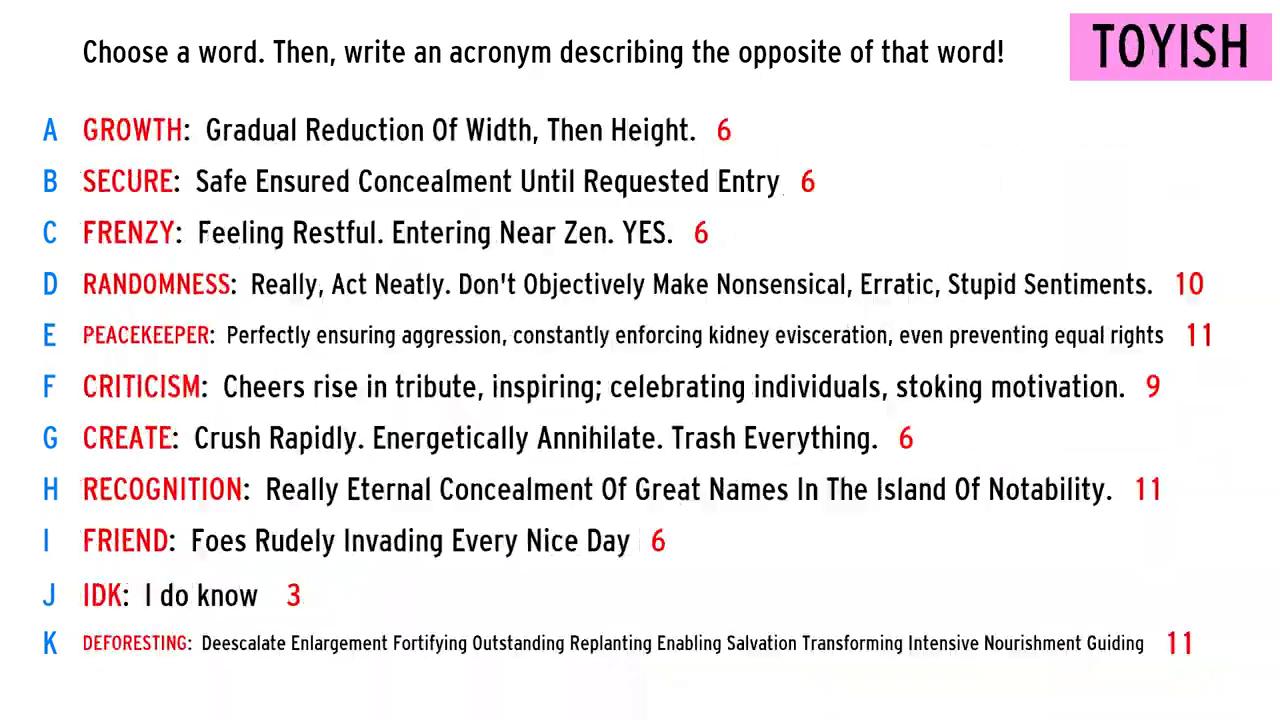 Choose a word. Then, write an acronym describing the opposite of that word!
TOYISH
A GROWTH: Gradual Reduction Of Width, Then Height. 6
B SECURE: Safe Ensured Concealment Until Requested Entry 6
C FRENZY: Feeling Restful. Entering Near Zen. YES. 6
D RANDOMNESS: Really, Act Neatly. Don't Objectively Make Nonsensical, Erratic, Stupid Sentiments. 10
E PEACEKEEPER: Perfectly ensuring aggression, constantly enforcing kidney evisceration, even preventing equal rights 11
F CRITICISM: Cheers rise in tribute, inspiring; celebrating individuals, stoking motivation. 9
G CREATE: Crush Rapidly. Energetically Annihilate. Trash Everything. 6
H RECOGNITION: Really Eternal Concealment Of Great Names In The Island Of Notability. 11
I FRIEND: Foes Rudely Invading Every Nice Day 6
J IDK: I do know 3
K DEFORESTING: Deescalate Enlargement Fortifying Outstanding Replanting Enabling Salvation Transforming Intensive Nourishment Guiding 11